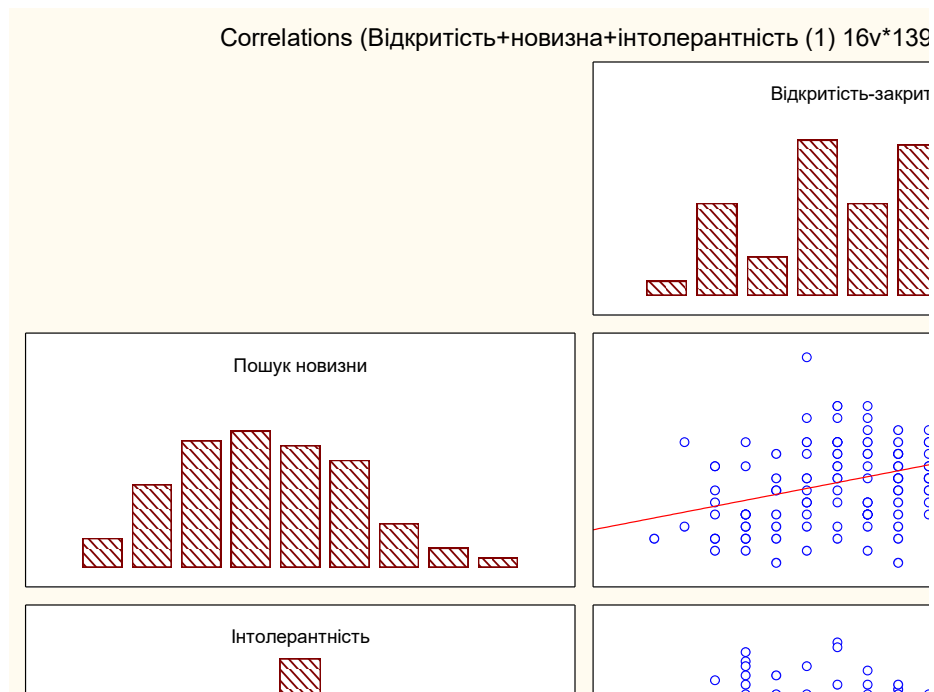 Correlations (Відкритість+новизна+інтолерантність (1) 16v*139
Відкритість-закрит
Пошук новизни
Інтолерантність